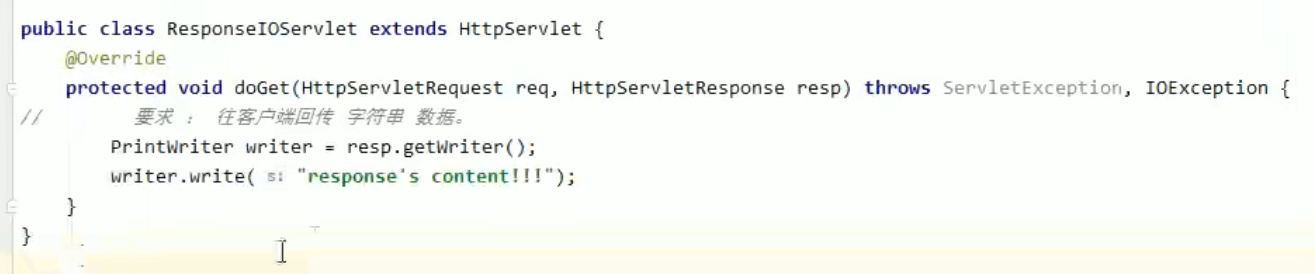 public class ResponseIOServlet extends HttpServlet {
@Override
protected void doGet(HttpServletRequest req, HttpServletResponse resp) throws ServletException, IOException {
// 要求 : 往客户端回传 字符串 数据。
PrintWriter writer = resp.getWriter();
writer.write( s: "response's content!!!");
}
}